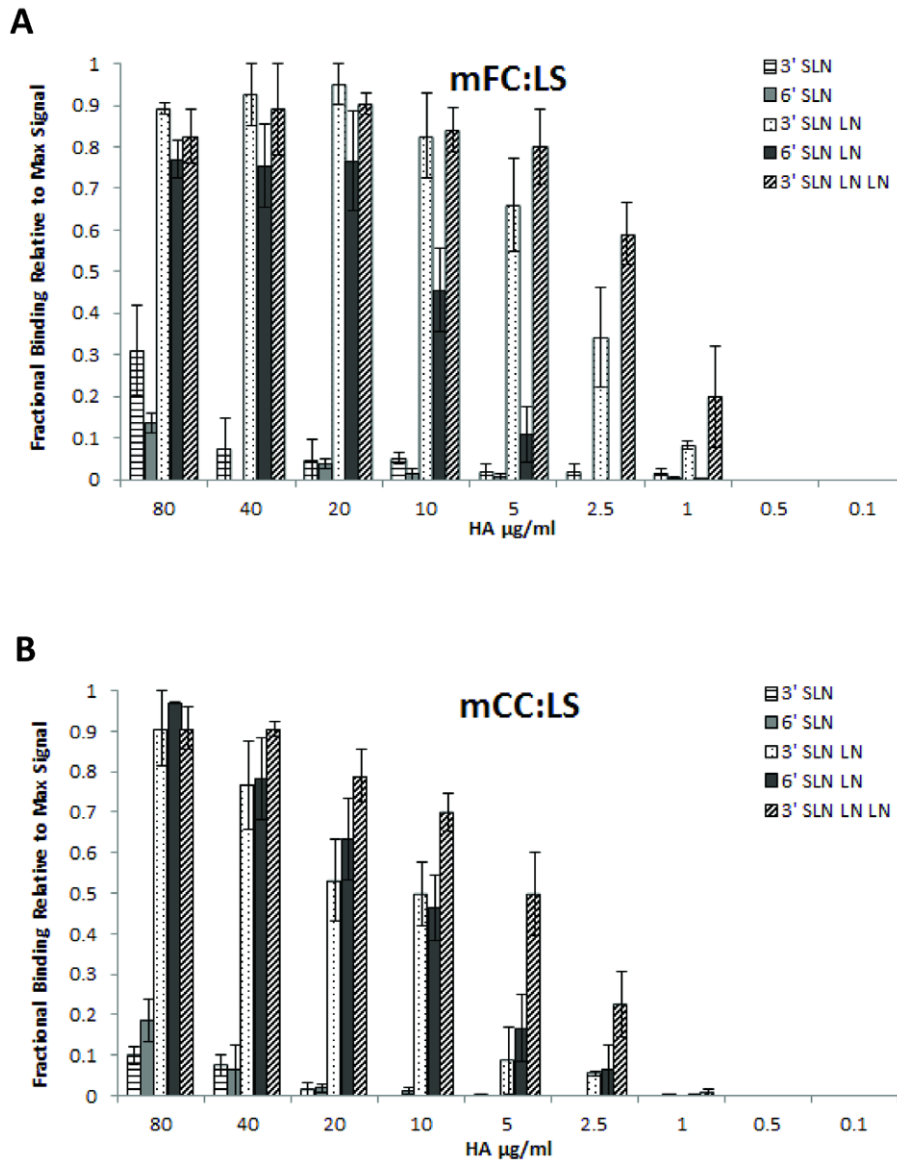 A
mFC:LS
Fractional Binding Relative to Max Signal
1
0.9
0.8
0.7
0.6
0.5
0.4
0.3
0.2
0.1
0
80 40 20 10 5 2.5 1 0.5 0.1
HA µg/ml
3' SLN
6' SLN
3' SLN LN
6' SLN LN
3' SLN LN LN
B
mCC:LS
Fractional Binding Relative to Max Signal
1
0.9
0.8
0.7
0.6
0.5
0.4
0.3
0.2
0.1
0
80 40 20 10 5 2.5 1 0.5 0.1
HA µg/ml
3' SLN
6' SLN
3' SLN LN
6' SLN LN
3' SLN LN LN